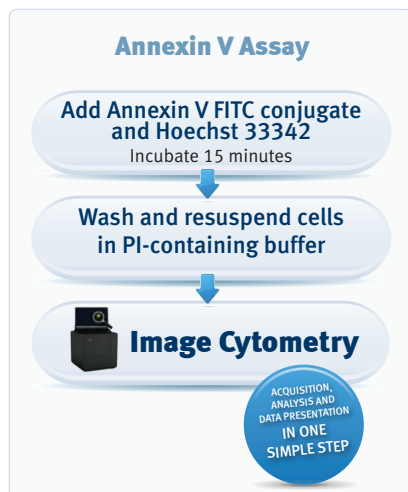 Annexin V Assay
Add Annexin V FITC conjugate
and Hoechst 33342
Incubate 15 minutes
Wash and resuspend cells
in PI-containing buffer
Image Cytometry
ACQUISITION,
ANALYSIS AND
DATA PRESENTATION
IN ONE
SIMPLE STEP